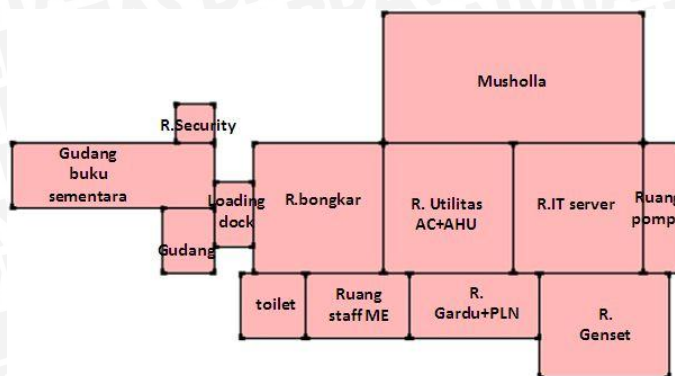 Musholla
R.Security
Gudang
buku
sementara
Loading
dock
R.bongkar
R. Utilitas
AC+AHU
R.IT server
Ruang
Gudang
toilet
Ruang
staff ME
R.
Gardu+PLN
R.
Genset